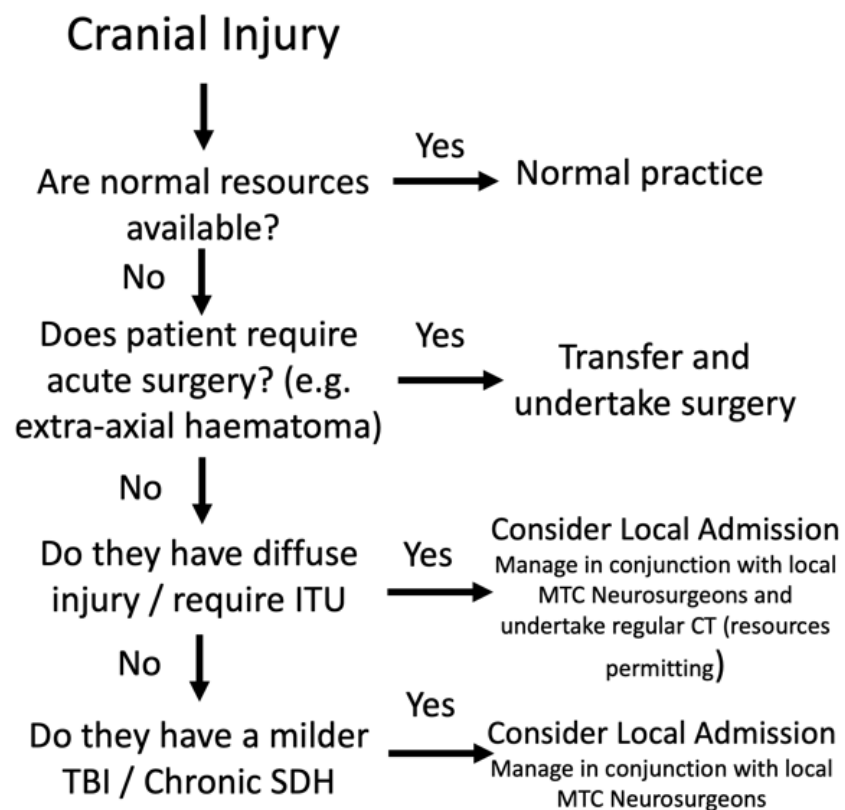 Cranial Injury
Yes
Are normal resources
available?
Normal practice
No
Does patient require
acute surgery? (e.g.
extra-axial haematoma)
Yes
Transfer and
undertake surgery
No
Do they have diffuse
injury / require ITU
Yes
Consider Local Admission
Manage in conjunction with local
MTC Neurosurgeons and
undertake regular CT (resources
permitting)
No
Do they have a milder
TBI / Chronic SDH
Yes
Consider Local Admission
Manage in conjunction with local
MTC Neurosurgeons